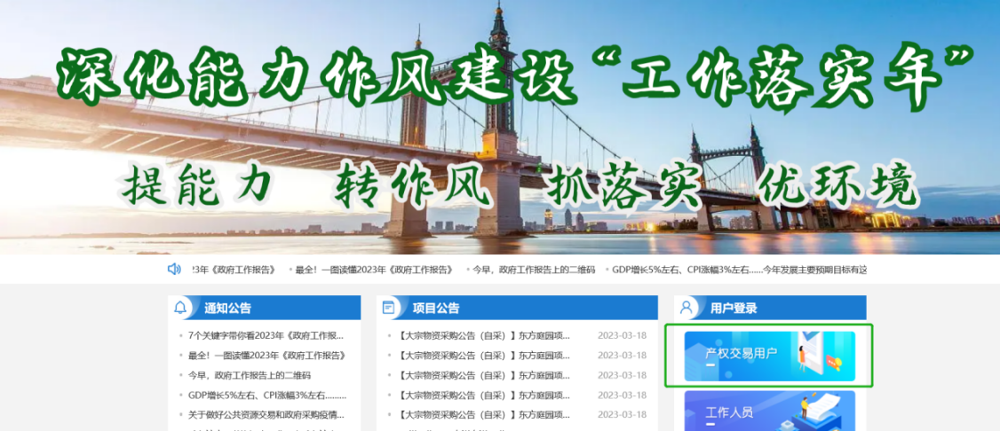 深化能力作风建设“工作落实年”
提能力 转作风 抓落实 优环境
23年《政府工作报告》 • 最全！一图读懂2023年《政府工作报告》 • 今早，政府工作报告上的二维码 • GDP增长5%左右、CPI涨幅3%左右......今年发展主要预期目标有这
通知公告
7个关键字带你看2023年《政府工作报...
最全！一图读懂2023年《政府工作报告》
今早，政府工作报告上的二维码
GDP增长5%左右、CPI涨幅3%左右.........
关于做好公共资源交易和政府采购疫情...
项目公告
【大宗物资采购公告（自采）】东方庭园项... 2023-03-18
【大宗物资采购公告（自采）】东方庭园项... 2023-03-18
【大宗物资采购公告（自采）】东方庭园项... 2023-03-18
【大宗物资采购公告（自采）】东方庭园项... 2023-03-18
【大宗物资采购公告（自采）】东方庭园项... 2023-03-18
用户登录
产权交易用户
工作人员